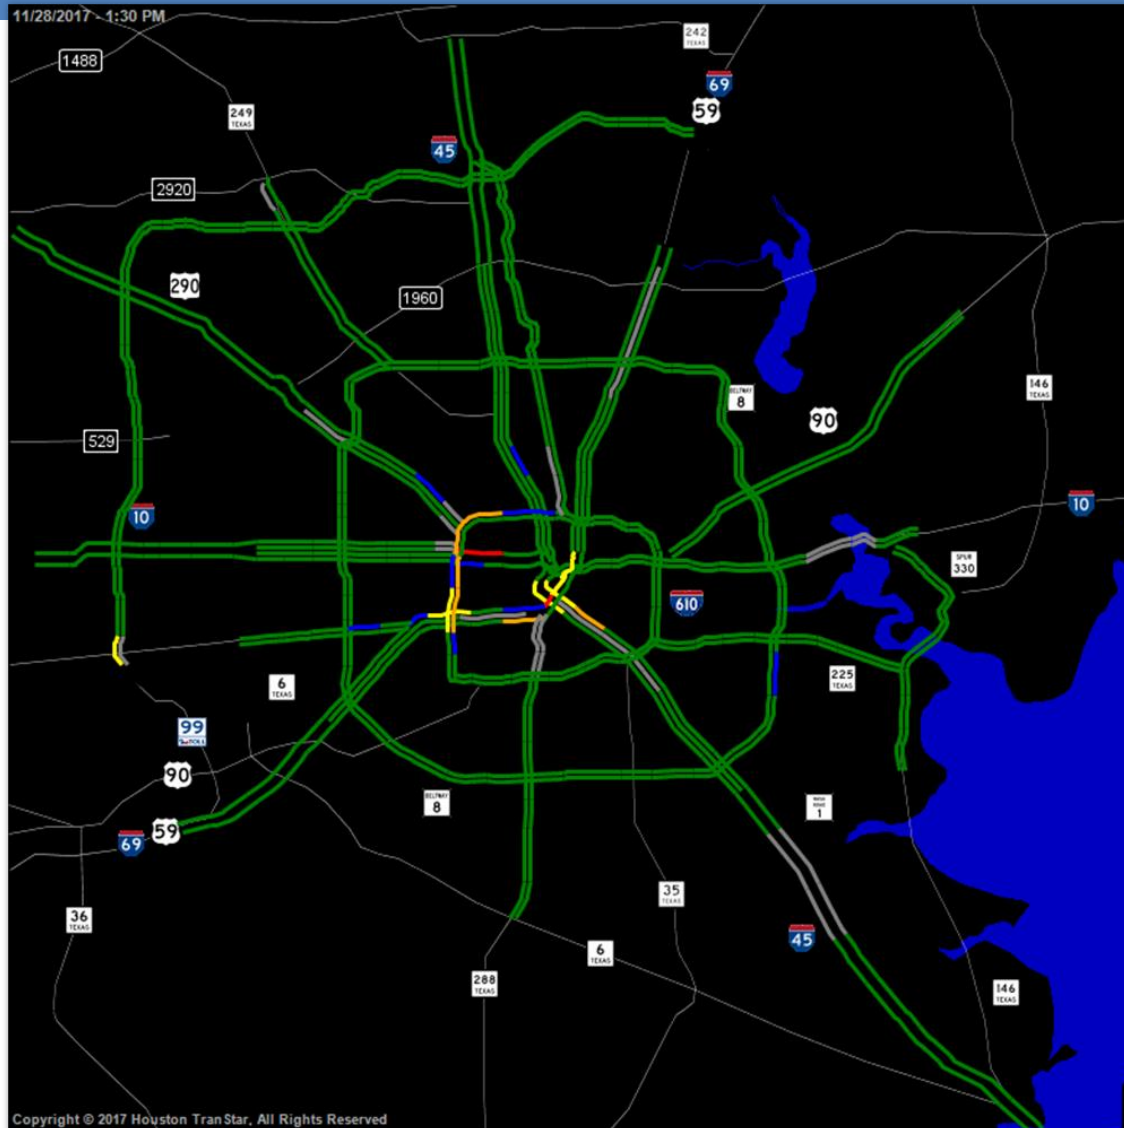 11/28/2017 - 1:30 PM
242
TEXAS
1488
69
59
249
TEXAS
45
2920
290
1960
146
TEXAS
BELTWAY
8
90
529
10
10
SPUR
330
610
225
TEXAS
6
TEXAS
99
90
BELTWAY
8
1
59
69
35
TEXAS
36
TEXAS
45
6
TEXAS
288
TEXAS
146
TEXAS
Copyright © 2017 Houston TranStar, All Rights Reserved